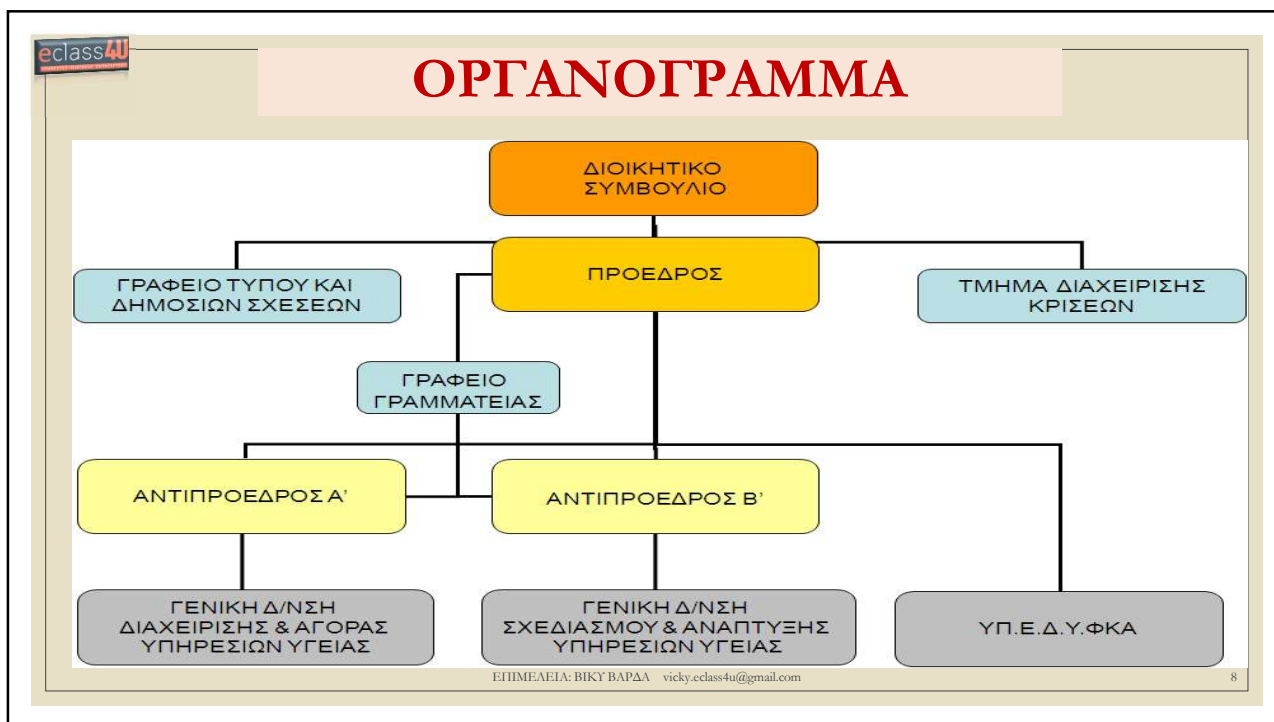 eclass4U
ΟΡΓΑΝΟΓΡΑΜΜΑ
ΔΙΟΙΚΗΤΙΚΟ
ΣΥΜΒΟΥΛΙΟ
ΠΡΟΕΔΡΟΣ
ΓΡΑΦΕΙΟ ΤΥΠΟΥ ΚΑΙ
ΔΗΜΟΣΙΩΝ ΣΧΕΣΕΩΝ
ΤΜΗΜΑ ΔΙΑΧΕΙΡΙΣΗΣ
ΚΡΙΣΕΩΝ
ΓΡΑΦΕΙΟ
ΓΡΑΜΜΑΤΕΙΑΣ
ΑΝΤΙΠΡΟΕΔΡΟΣ Α’
ΑΝΤΙΠΡΟΕΔΡΟΣ Β’
ΓΕΝΙΚΗ Δ/ΝΣΗ
ΔΙΑΧΕΙΡΙΣΗΣ & ΑΓΟΡΑΣ
ΥΠΗΡΕΣΙΩΝ ΥΓΕΙΑΣ
ΓΕΝΙΚΗ Δ/ΝΣΗ
ΣΧΕΔΙΑΣΜΟΥ & ΑΝΑΠΤΥΞΗΣ
ΥΠΗΡΕΣΙΩΝ ΥΓΕΙΑΣ
ΥΠ.Ε.Δ.Υ.ΦΚΑ
ΕΠΙΜΕΛΕΙΑ: ΒΙΚΥ ΒΑΡΔΑ vicky.eclass4u@gmail.com
8